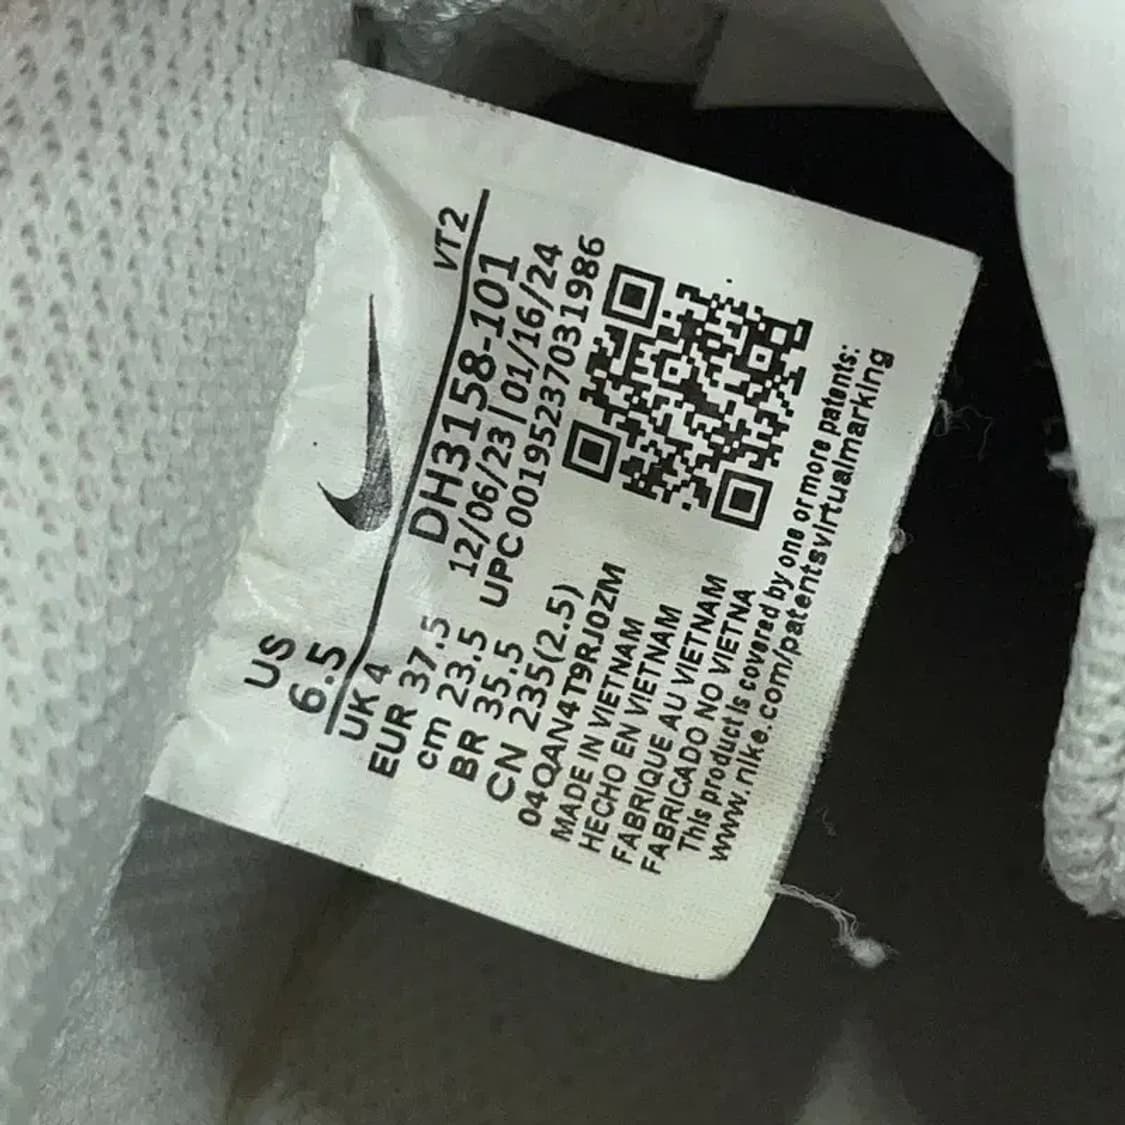 US
6.5
VT2
UK 4
EUR 37.5
cm 23.5
BR 35.5
CN 235(2.5)
DH3158-101
12/06/23|01/16/24
UPC 00195237031986
04QAN4T9RJ0ZM
MADE IN VIETNAM
HECHO EN VIETNAM
FABRIQUE AU VIETNAM
FABRICADO NO VIETNA
This product is covered by one or more patents:
www.nike.com/patentsvirtualmarking